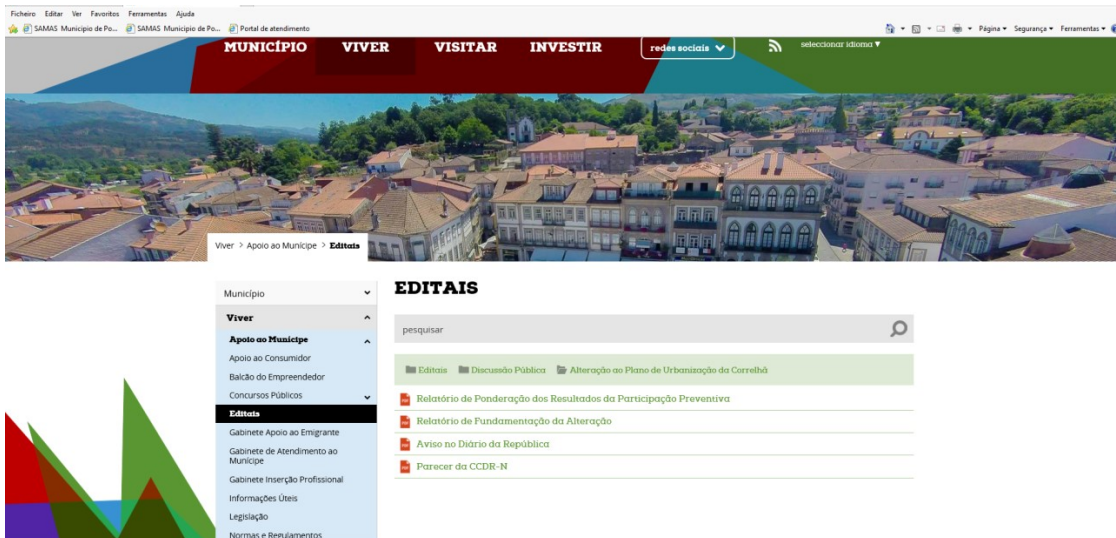 Ficheiro Editar Ver Favoritos Ferramentas Ajuda
SAMAS Municipio de Po... SAMAS Municipio de Po... Portal de atendimento
Página Segurança Ferramentas
MUNICÍPIO VIVER VISITAR INVESTIR redes sociais seleccionar idioma ▼
Viver > Apoio ao Munícipe > Editais
Município
Viver
Apoio ao Munícipe
Apoio ao Consumidor
Balcão do Empreendedor
Concursos Públicos
Editais
Gabinete Apoio ao Emigrante
Gabinete de Atendimento ao
Munícipe
Gabinete Inserção Profissional
Informações Úteis
Legislação
Normas e Regulamentos
EDITAIS
pesquisar
Editais Discussão Pública Alteração ao Plano de Urbanização da Correlhã
Relatório de Ponderação dos Resultados da Participação Preventiva
Relatório de Fundamentação da Alteração
Aviso no Diário da República
Parecer da CCDR-N